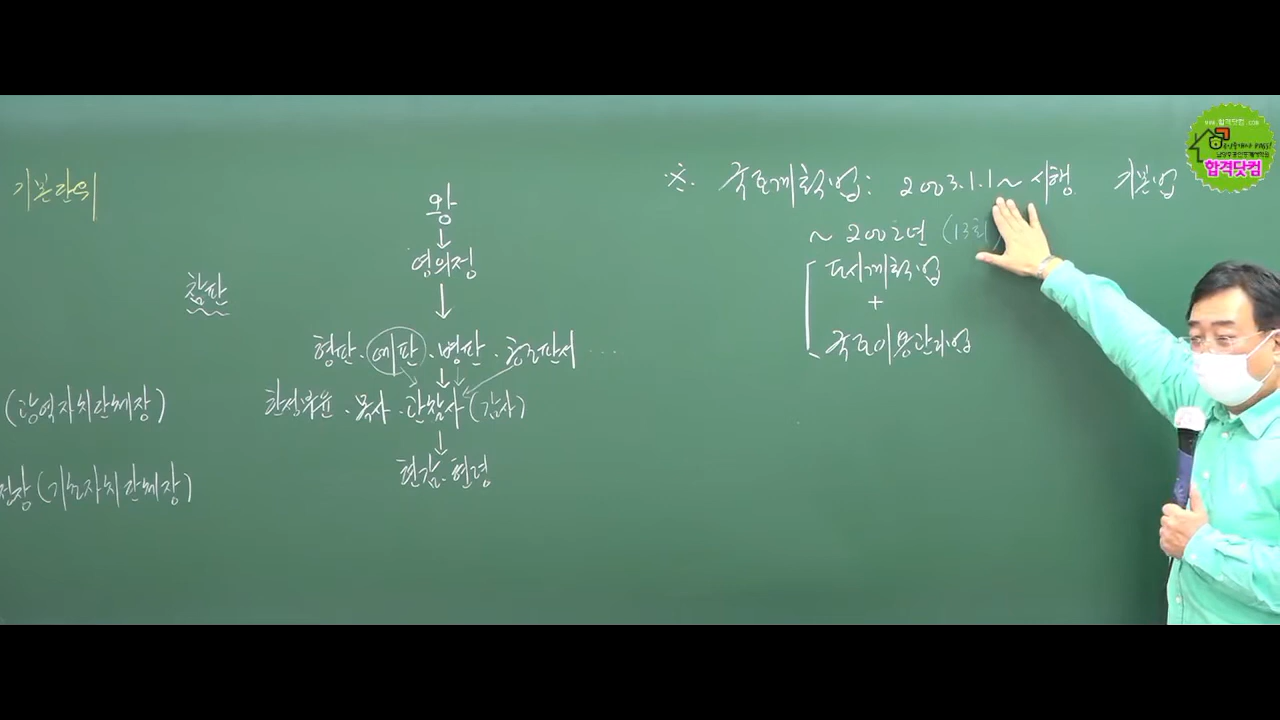 기본단위
참판
(광역자치단체장)
장(기초자치단체장)
왕
영의정
형판·예판·병판·공조판서 …
한성부윤·목사·관찰사(감사)
현감·현령
※. 국토계획법: 2003.1.1~ 시행 기본법
~ 2002년 (13회)
도시계획법
+
국토이용관리법
www.합격닷컴.com
합격닷컴